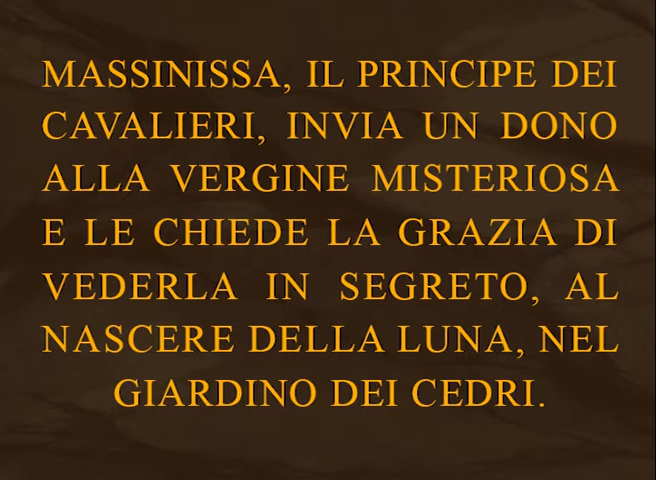 MASSINISSA, IL PRINCIPE DEI
CAVALIERI, INVIA UN DONO
ALLA VERGINE MISTERIOSA
E LE CHIEDE LA GRAZIA DI
VEDERLA IN SEGRETO, AL
NASCERE DELLA LUNA, NEL
GIARDINO DEI CEDRI.